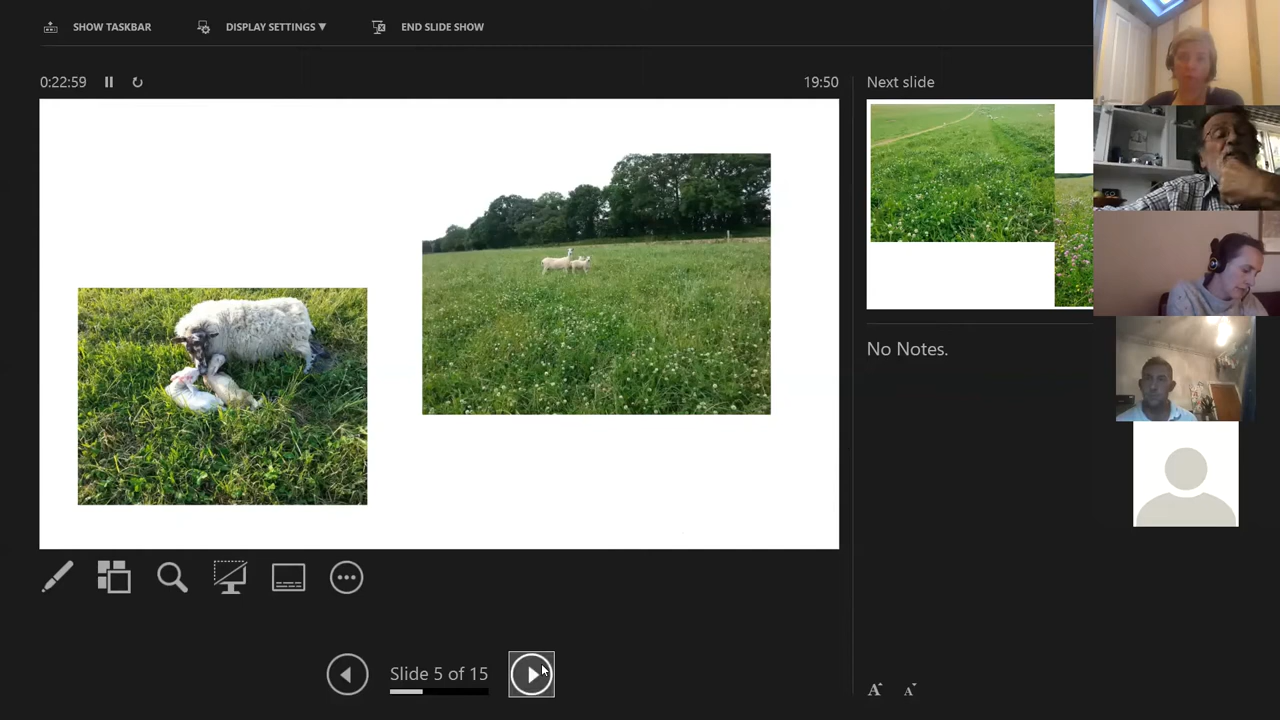 SHOW TASKBAR
DISPLAY SETTINGS ▼
END SLIDE SHOW
0:22:59
19:50
Next slide
No Notes.
Slide 5 of 15
A A